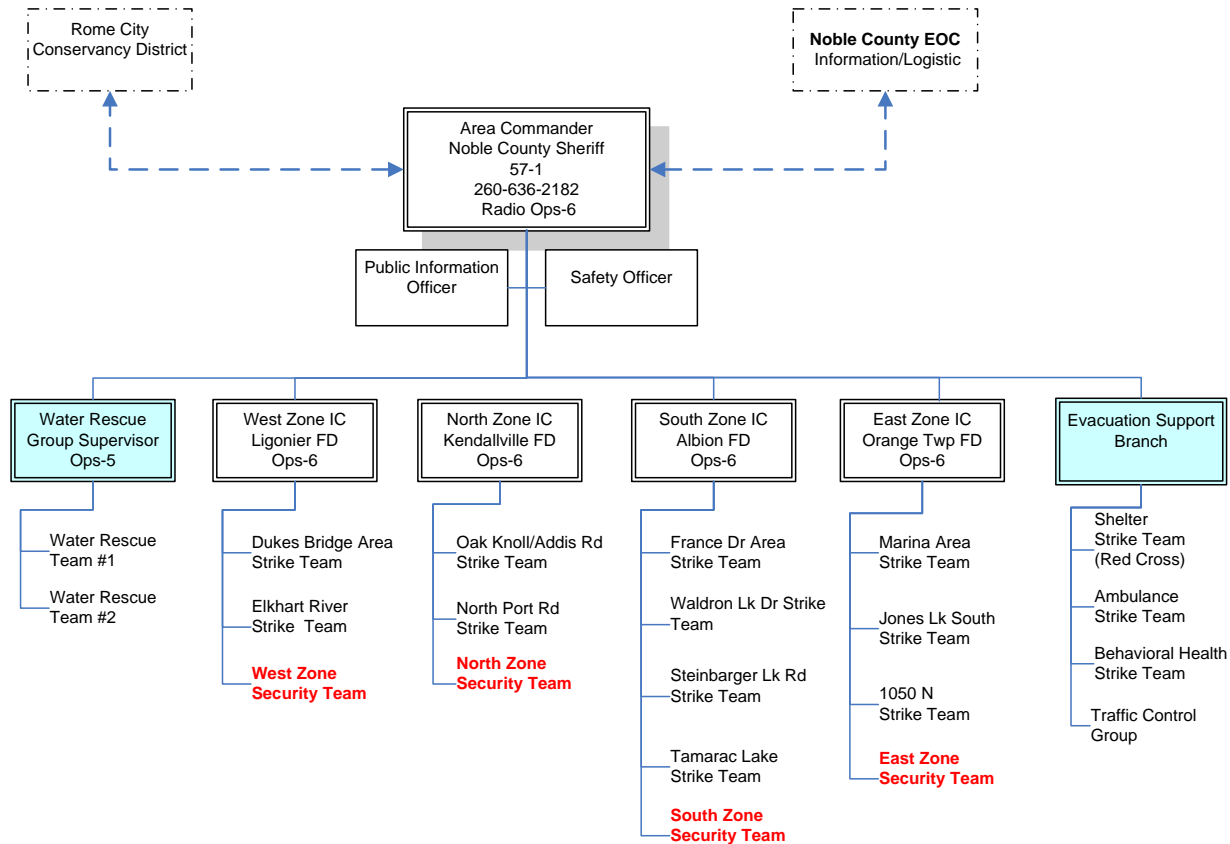 Rome City
Conservancy District
Noble County EOC
Information/Logistic
Area Commander
Noble County Sheriff
57-1
260-636-2182
Radio Ops-6
Public Information
Officer
Safety Officer
Water Rescue
Group Supervisor
Ops-5
West Zone IC
Ligonier FD
Ops-6
North Zone IC
Kendallville FD
Ops-6
South Zone IC
Albion FD
Ops-6
East Zone IC
Orange Twp FD
Ops-6
Evacuation Support
Branch
Water Rescue
Team #1
Water Rescue
Team #2
Dukes Bridge Area
Strike Team
Elkhart River
Strike  Team
West Zone
Security Team
Oak Knoll/Addis Rd
Strike Team
North Port Rd
Strike Team
North Zone
Security Team
France Dr Area
Strike Team
Waldron Lk Dr Strike
Team
Steinbarger Lk Rd
Strike Team
Tamarac Lake
Strike Team
South Zone
Security Team
Marina Area
Strike Team
Jones Lk South
Strike Team
1050 N
Strike Team
East Zone
Security Team
Shelter
Strike Team
(Red Cross)
Ambulance
Strike Team
Behavioral Health
Strike Team
Traffic Control
Group